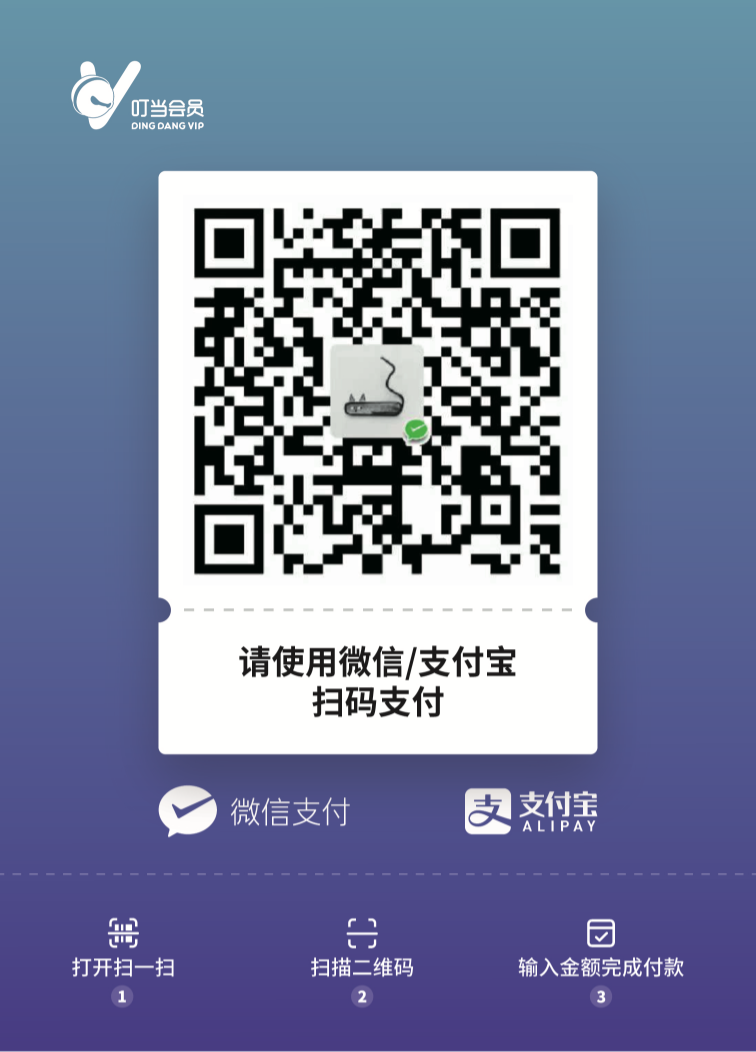 叮当会员
DING DANG VIP
请使用微信/支付宝
扫码支付
微信支付
支 支付宝
ALIPAY
打开扫一扫
扫描二维码
输入金额完成付款
1
2
3